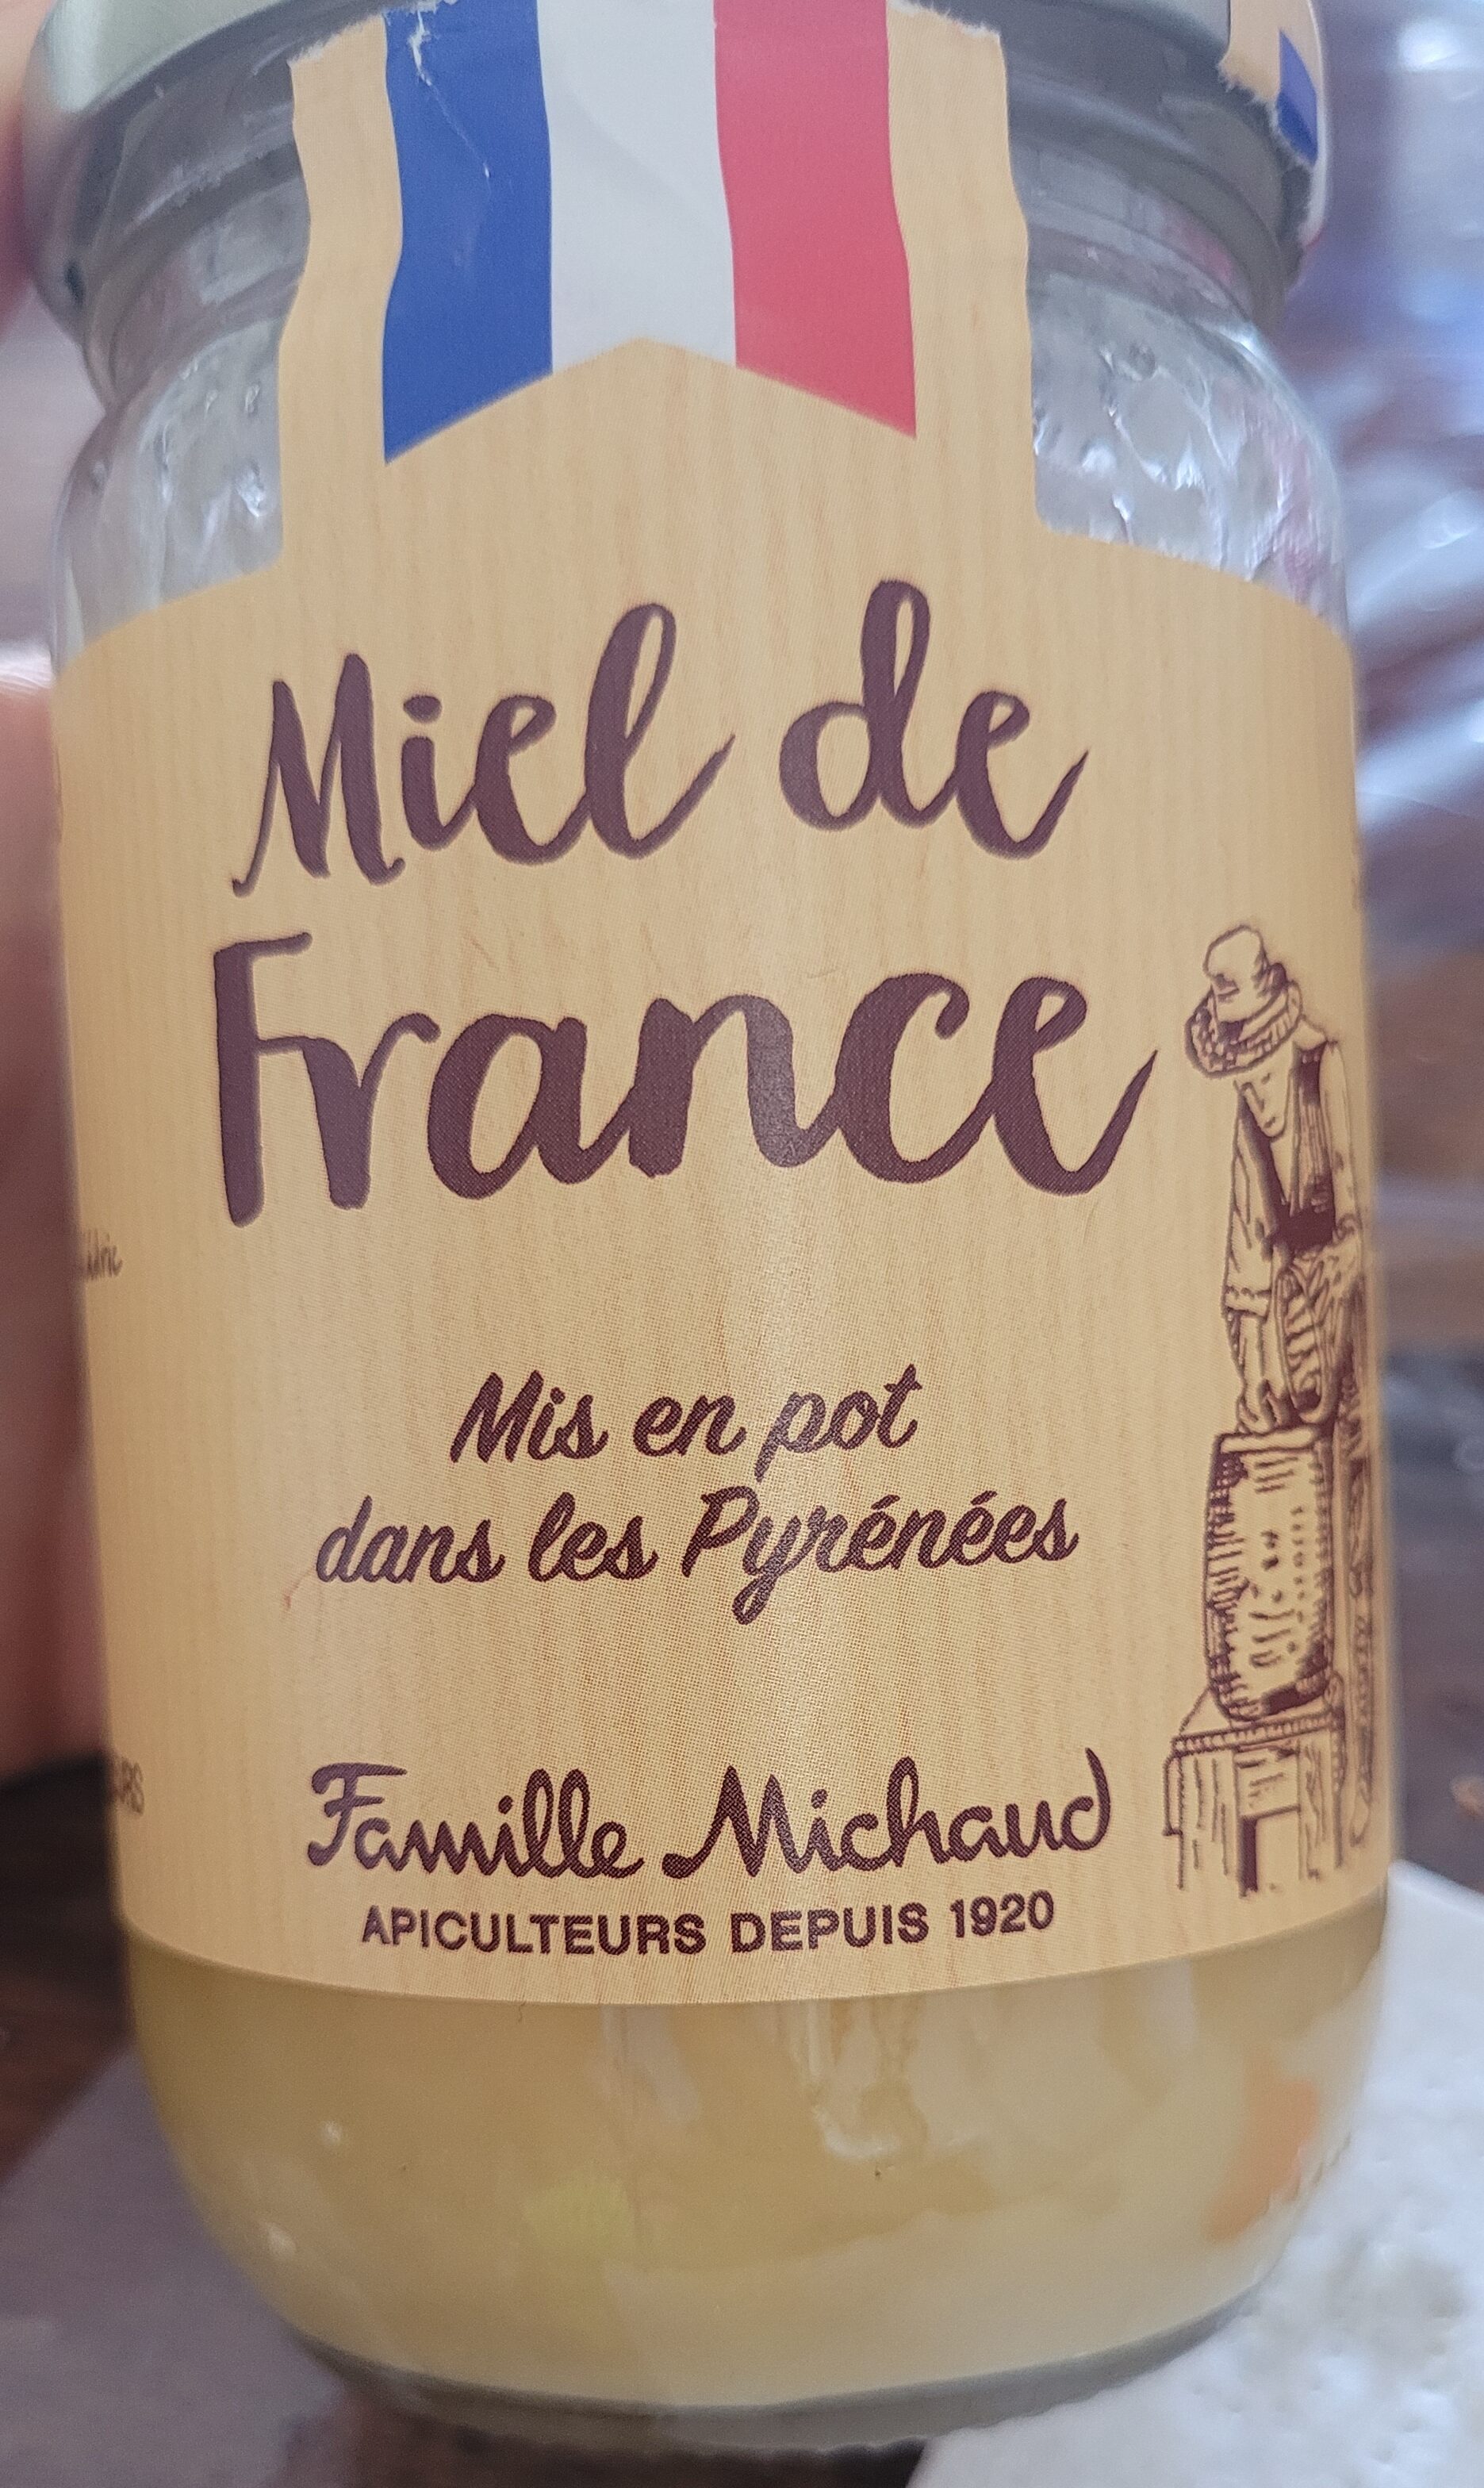 Miel de
France
Mis en pot
dans les Pyrénées
Famille Michaud
APICULTEURS DEPUIS 1920